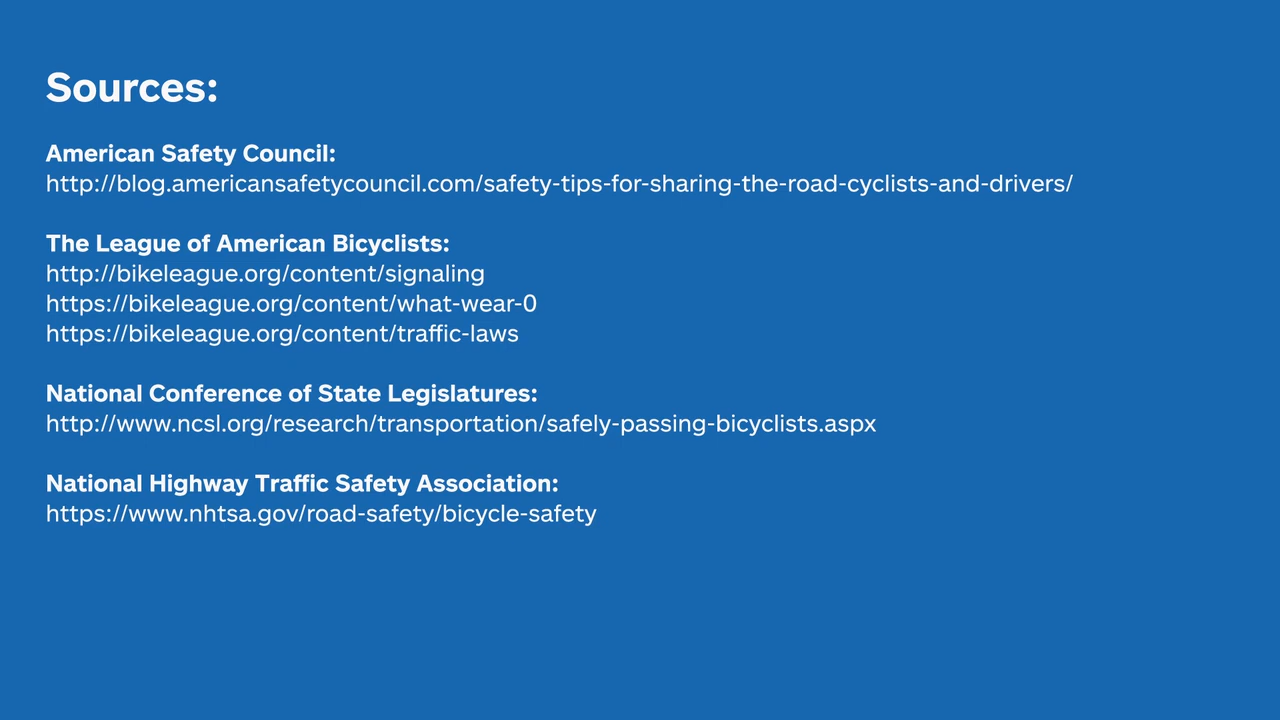 Sources:
American Safety Council:
http://blog.americansafetycouncil.com/safety-tips-for-sharing-the-road-cyclists-and-drivers/
The League of American Bicyclists:
http://bikeleague.org/content/signaling
https://bikeleague.org/content/what-wear-0
https://bikeleague.org/content/traffic-laws
National Conference of State Legislatures:
http://www.ncsl.org/research/transportation/safely-passing-bicyclists.aspx
National Highway Traffic Safety Association:
https://www.nhtsa.gov/road-safety/bicycle-safety